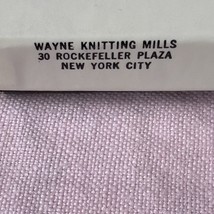 WAYNE KNITTING MILLS
30 ROCKEFELLER PLAZA
NEW YORK CITY